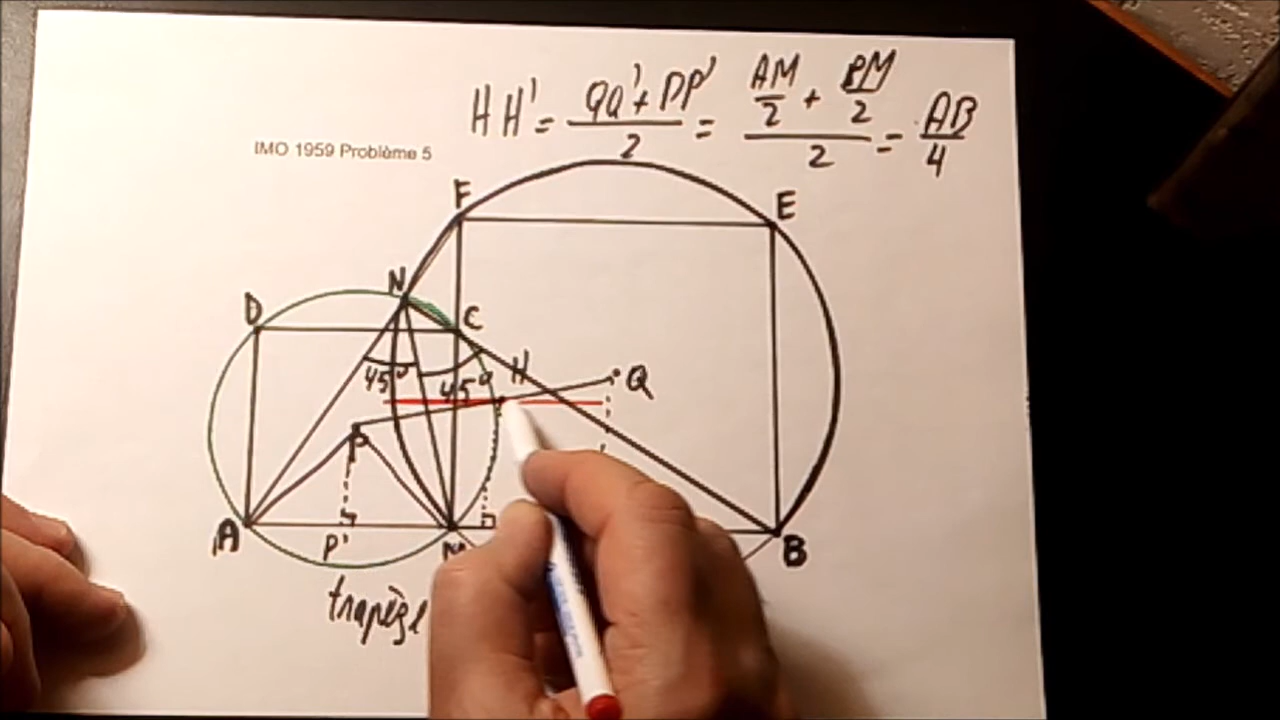 HH' = (QQ' + PP')/2 = (AM/2 + BM/2)/2 = AB/4
IMO 1959 Problème 5
F
E
N
D
C
H
45° 45°
Q
P
A
P'
M
B
trapèze